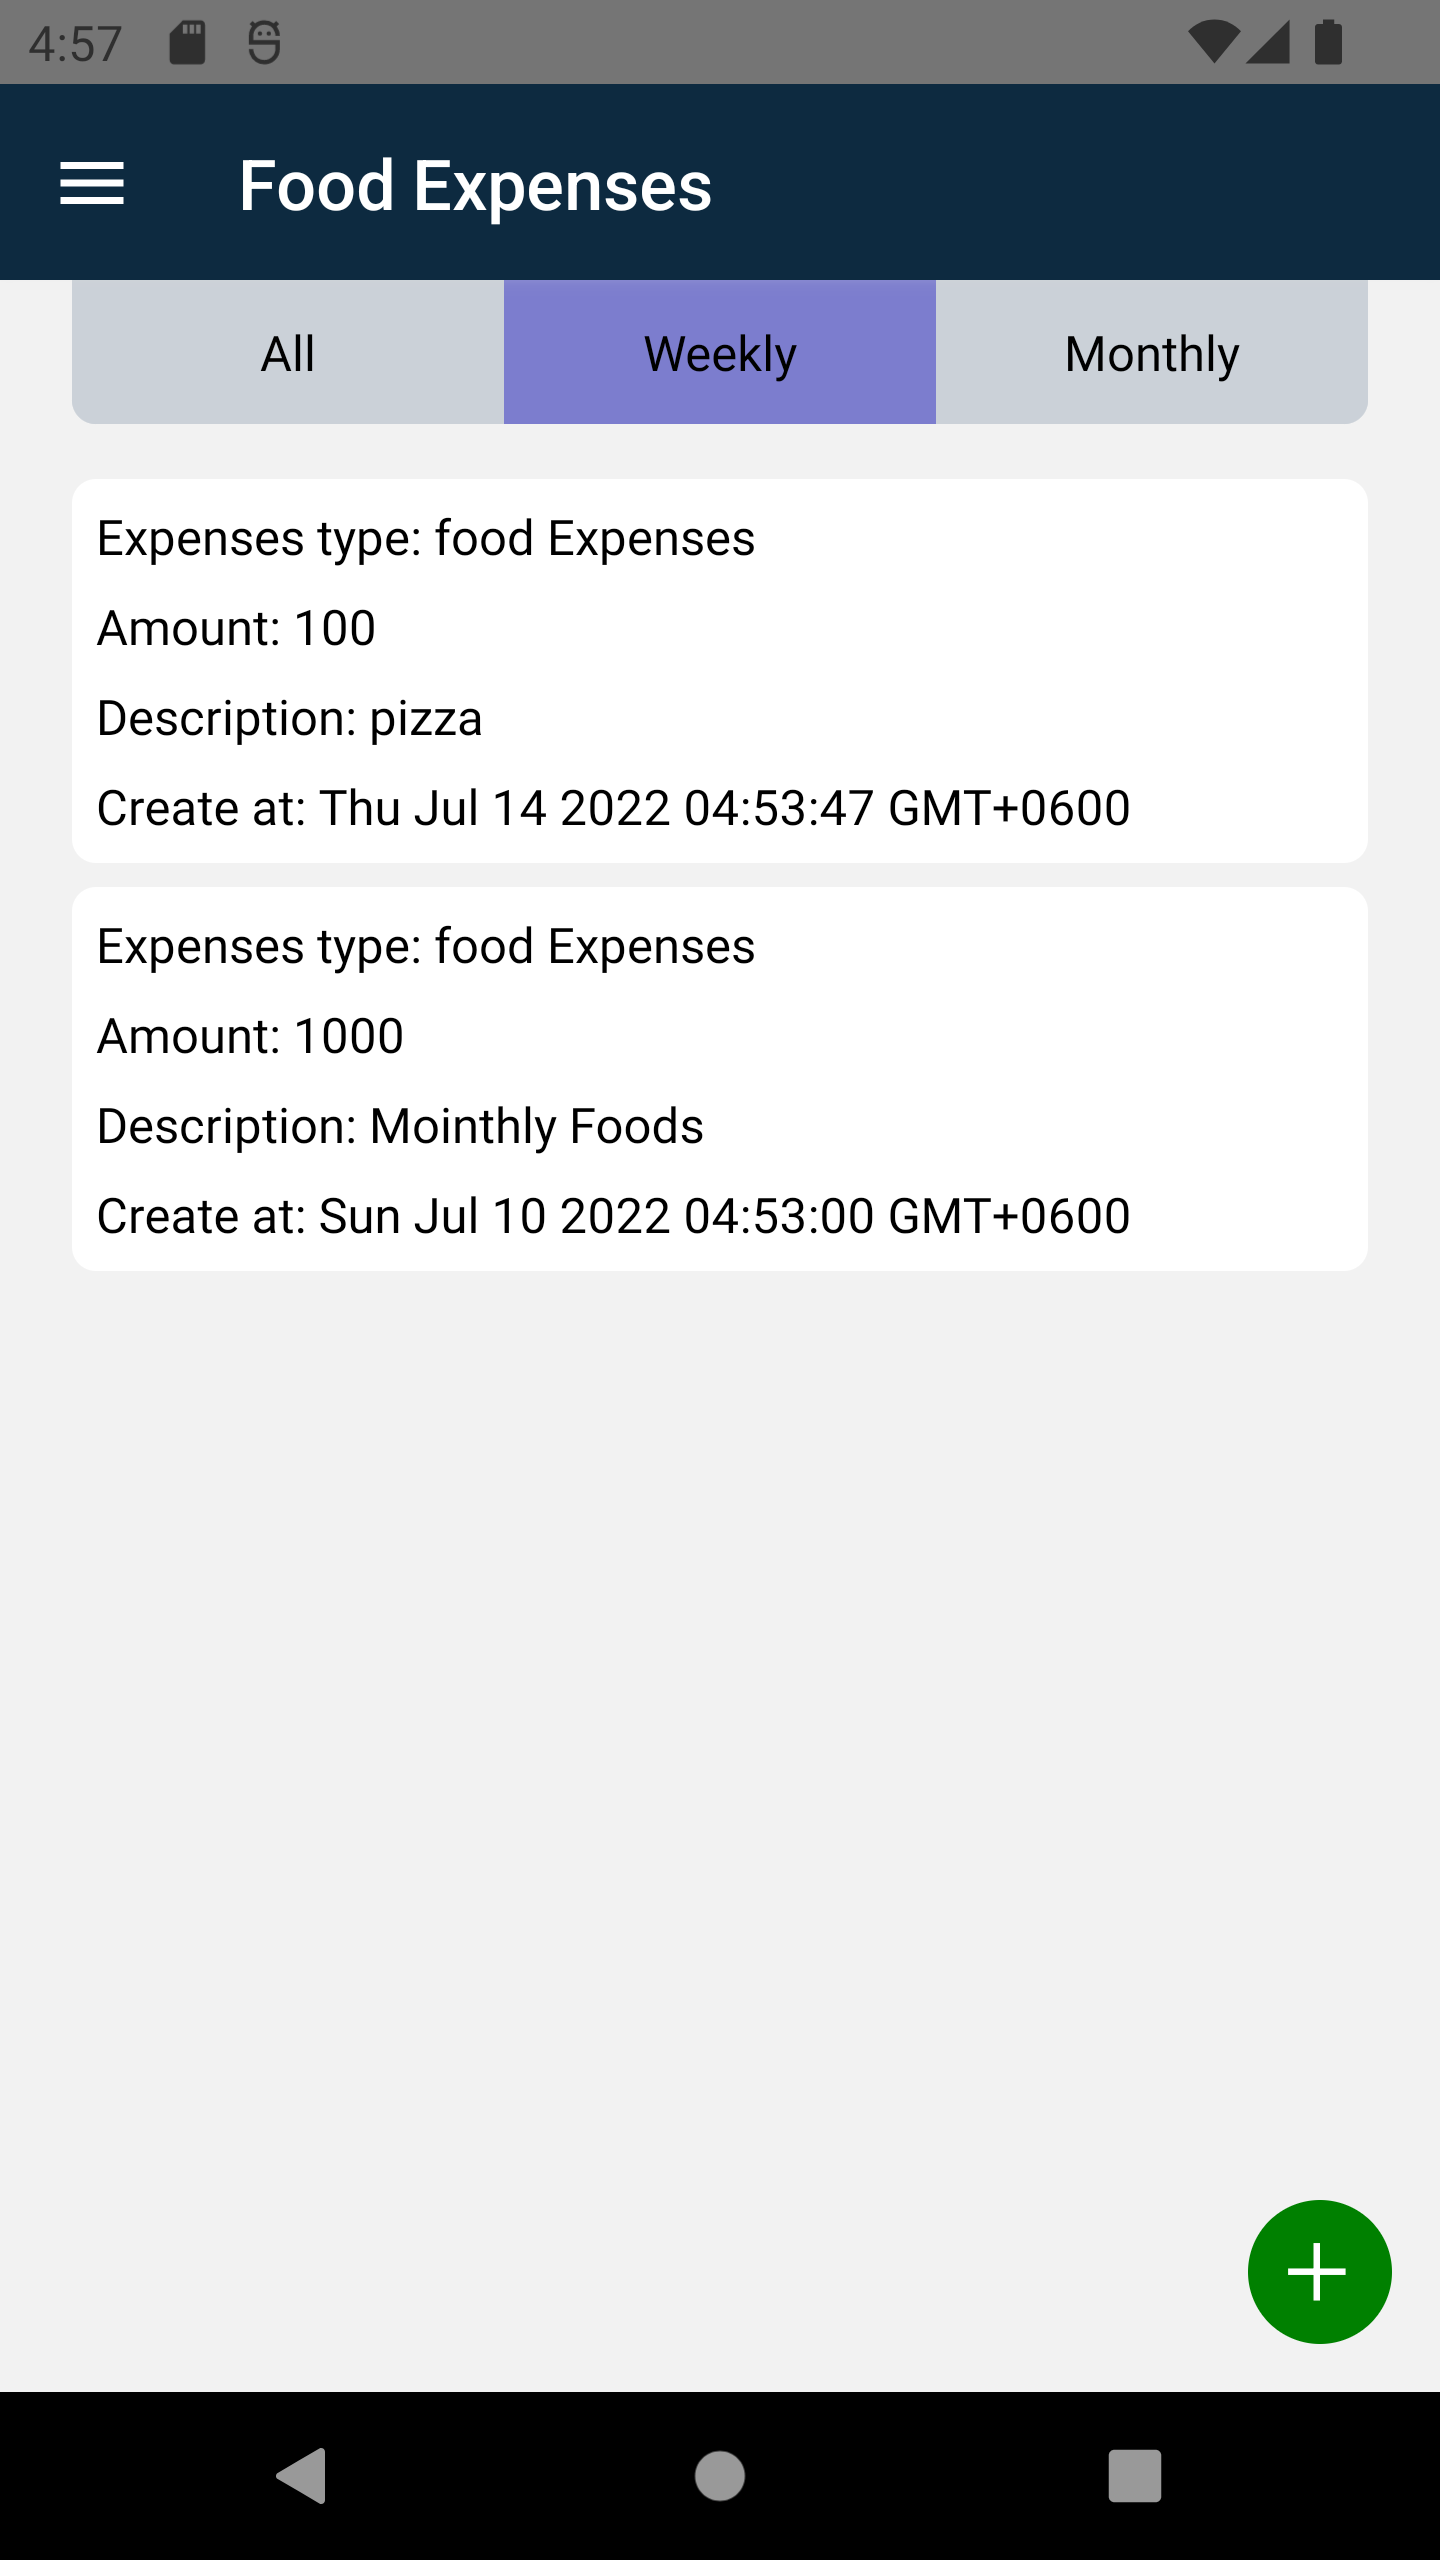 4:57
Food Expenses
All
Weekly
Monthly
Expenses type: food Expenses
Amount: 100
Description: pizza
Create at: Thu Jul 14 2022 04:53:47 GMT+0600
Expenses type: food Expenses
Amount: 1000
Description: Mointhly Foods
Create at: Sun Jul 10 2022 04:53:00 GMT+0600